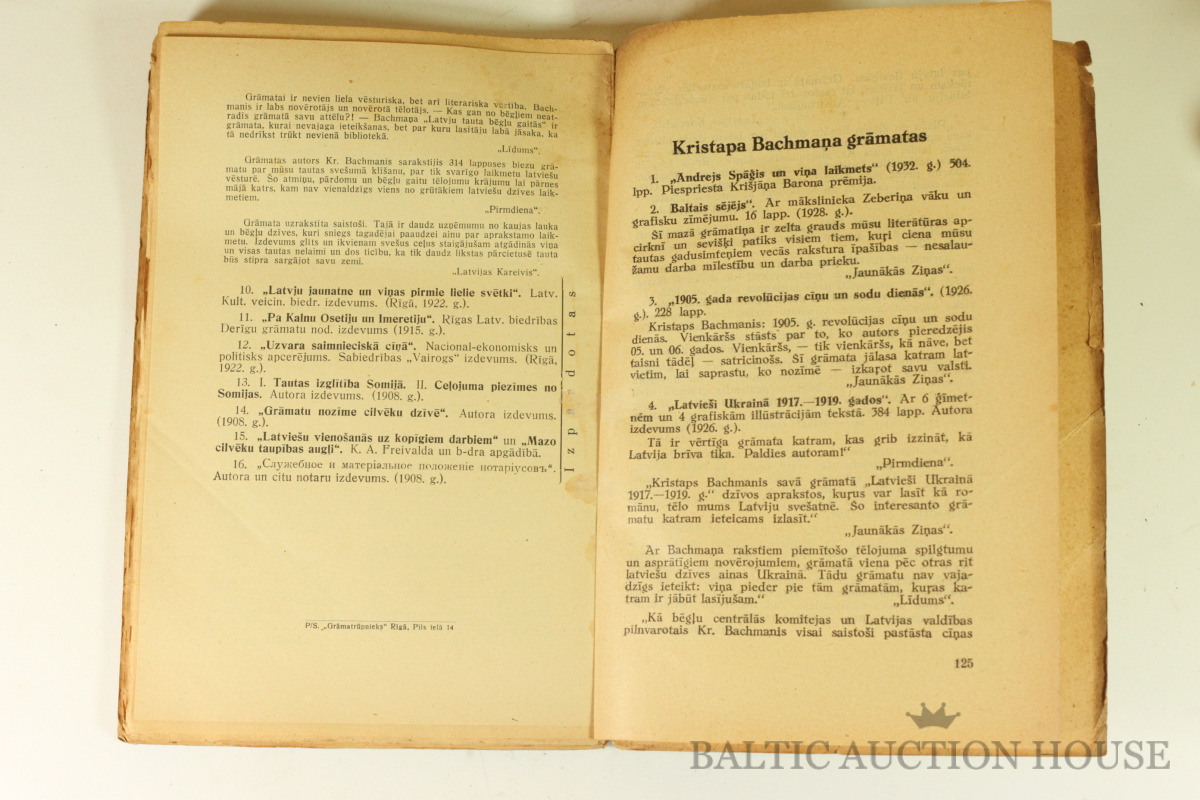 Grāmatai ir nevien liela vēsturiska, bet arī literariska vērtība. Bach-
manis ir labs novērotājs un novērotā tēlotājs. — Kas gan no bēgļiem neat-
radīs grāmatā savu attēlu?! — Bachmaņa „Latvju tauta bēgļu gaitās“ ir
grāmata, kurai nevajaga ieteikšanas, bet par kuru lasītāju labā jāsaka, ka
tā nedrīkst trūkt nevienā bibliotekā.
„Līdums“.
Grāmatas autors Kr. Bachmanis sarakstījis 314 lappuses biezu grā-
matu par mūsu tautas svešumā klīšanu, par tik svarīgo laikmetu latviešu
vēsturē. So atmiņu, pārdomu un bēgļu gaitu tēlojumu krājumu lai pārnes
mājā katrs, kam nav vienaldzīgs viens no grūtākiem latviešu dzīves laik-
metiem.
„Pirmdiena“.
Grāmata uzrakstīta saistoši. Tajā ir daudz uzņēmumu no kaujas lauka
un bēgļu dzīves, kuri sniegs tagadējai paaudzei ainu par aprakstamo laik-
metu. Izdevums glīts un ikvienam svešus ceļus staigājušam atgādinās viņa
un visas tautas nelaimi un dos ticību, ka tik daudz likstas pārcietusē tauta
būs stipra sargājot savu zemi.
„Latvijas Kareivis“.
10. „Latvju jaunatne un viņas pirmie lielie svētki“. Latv.
Kult. veicin. biedr. izdevums. (Rīgā, 1922. g.).
11. „Pa Kalnu Osetiju un Imeretiju“. Rīgas Latv. biedrības
Derīgu grāmatu nod. izdevums (1915. g.).
12. „Uzvara saimnieciskā cīņā“. Nacional-ekonomisks un
politisks apcerējums. Sabiedrības „Vairogs“ izdevums. (Rīgā,
1922. g.).
13. I. Tautas izglītība Somijā. II. Ceļojuma piezīmes no
Somijas. Autora izdevums. (1908. g.).
14. „Grāmatu nozīme cilvēku dzīvē“. Autora izdevums.
(1908. g.).
15. „Latviešu vienošanās uz kopīgiem darbiem“ un „Mazo
cilvēku taupības augļi“. K. A. Freivalda un b-dra apgādībā.
16. „Служебное и матеріальное положеніе нотаріусовъ“.
Autora un citu notaru izdevums. (1908. g.).
Izpārdotas
P/S. „Grāmatrūpnieks“ Rīgā, Pils ielā 14
Kristapa Bachmaņa grāmatas
1. „Andrejs Spāģis un viņa laikmets“ (1932. g.) 504.
lpp. Piespriesta Krišjāņa Barona prēmija.
2. Baltais sējējs“. Ar mākslinieka Zeberiņa vāku un
grafisku zīmējumu. 16 lapp. (1928. g.).
Šī mazā grāmatiņa ir zelta grauds mūsu literātūras ap-
cirknī un sevišķi patiks visiem tiem, kuŗi ciena mūsu
tautas gadusimteņiem vecās rakstura īpašības — nesalau-
žamu darba mīlestību un darba prieku.
„Jaunākās Ziņas“.
3. „1905. gada revolūcijas cīņu un sodu dienās“. (1926.
g.). 228 lapp.
Kristaps Bachmanis: 1905. g. revolūcijas cīņu un sodu
dienās. Vienkāršs stāsts par to, ko autors pieredzējis
05. un 06. gados. Vienkāršs, — tik vienkāršs, kā nāve, bet
taisni tādēļ — satricinošs. Šī grāmata jālasa katram lat-
vietim, lai saprastu, ko nozīmē — izkaŗot savu valsti.
„Jaunākās Ziņas“.
4. „Latvieši Ukrainā 1917.—1919. gados“. Ar 6 ģīmet-
nēm un 4 grafiskām illūstrācijām tekstā. 384 lapp. Autora
izdevums (1926. g.).
Tā ir vērtīga grāmata katram, kas grib izzināt, kā
Latvija brīva tika. Paldies autoram!“
„Pirmdiena“.
„Kristaps Bachmanis savā grāmatā „Latvieši Ukrainā
1917.—1919. g.“ dzīvos aprakstos, kuŗus var lasīt kā ro-
mānu, tēlo mums Latviju svešatnē. So interesanto grā-
matu katram ieteicams izlasīt.“
„Jaunākās Ziņas“.
Ar Bachmaņa rakstiem piemītošo tēlojuma spilgtumu
un asprātīgiem novērojumiem, grāmatā viena pēc otras rit
latviešu dzīves ainas Ukrainā. Tādu grāmatu nav vaja-
dzīgs ieteikt: viņa pieder pie tām grāmatām, kuŗas ka-
tram ir jābūt lasījušam.“ „Līdums“.
„Kā bēgļu centrālās komitejas un Latvijas valdības
pilnvarotais Kr. Bachmanis visai saistoši pastāsta cīņas
125
BALTIC AUCTION HOUSE